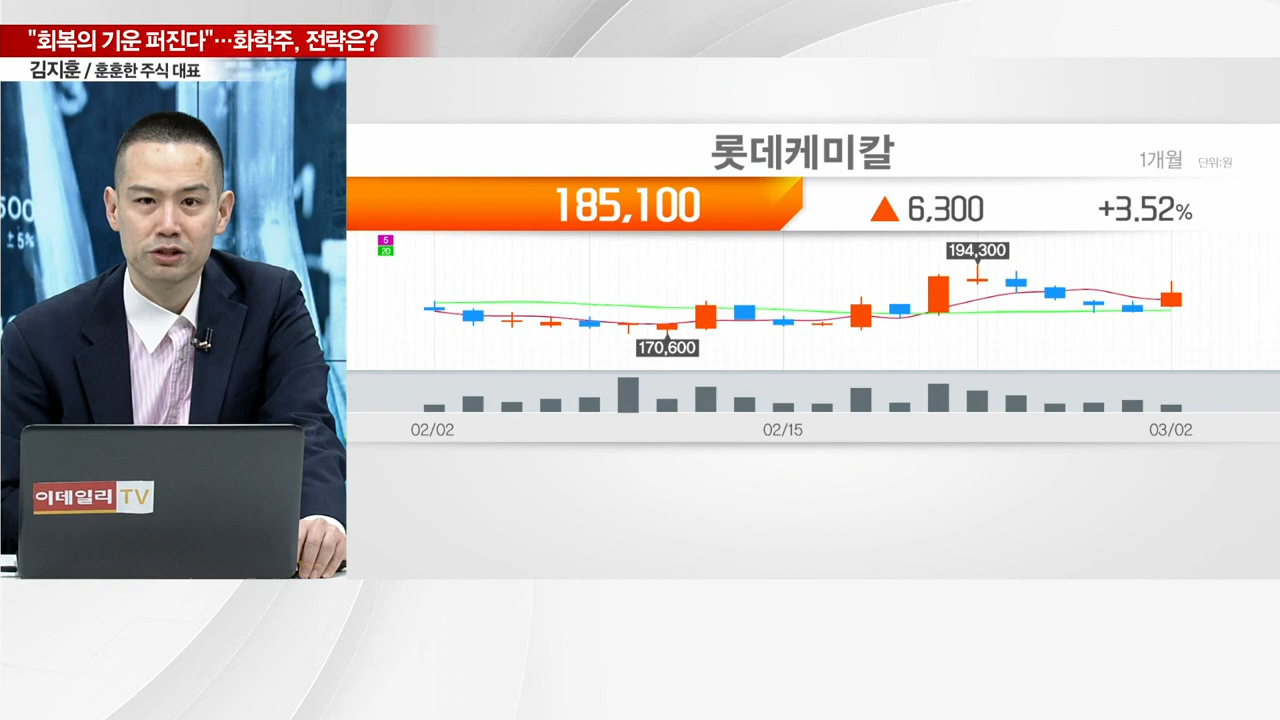 "회복의 기운 퍼진다"…화학주, 전략은?
김지훈 / 훈훈한 주식 대표
500
±5%
롯데케미칼
1개월 단위:원
185,100 ▲ 6,300 +3.52%
5
20
194,300
170,600
02/02 02/15 03/02
이데일리 TV